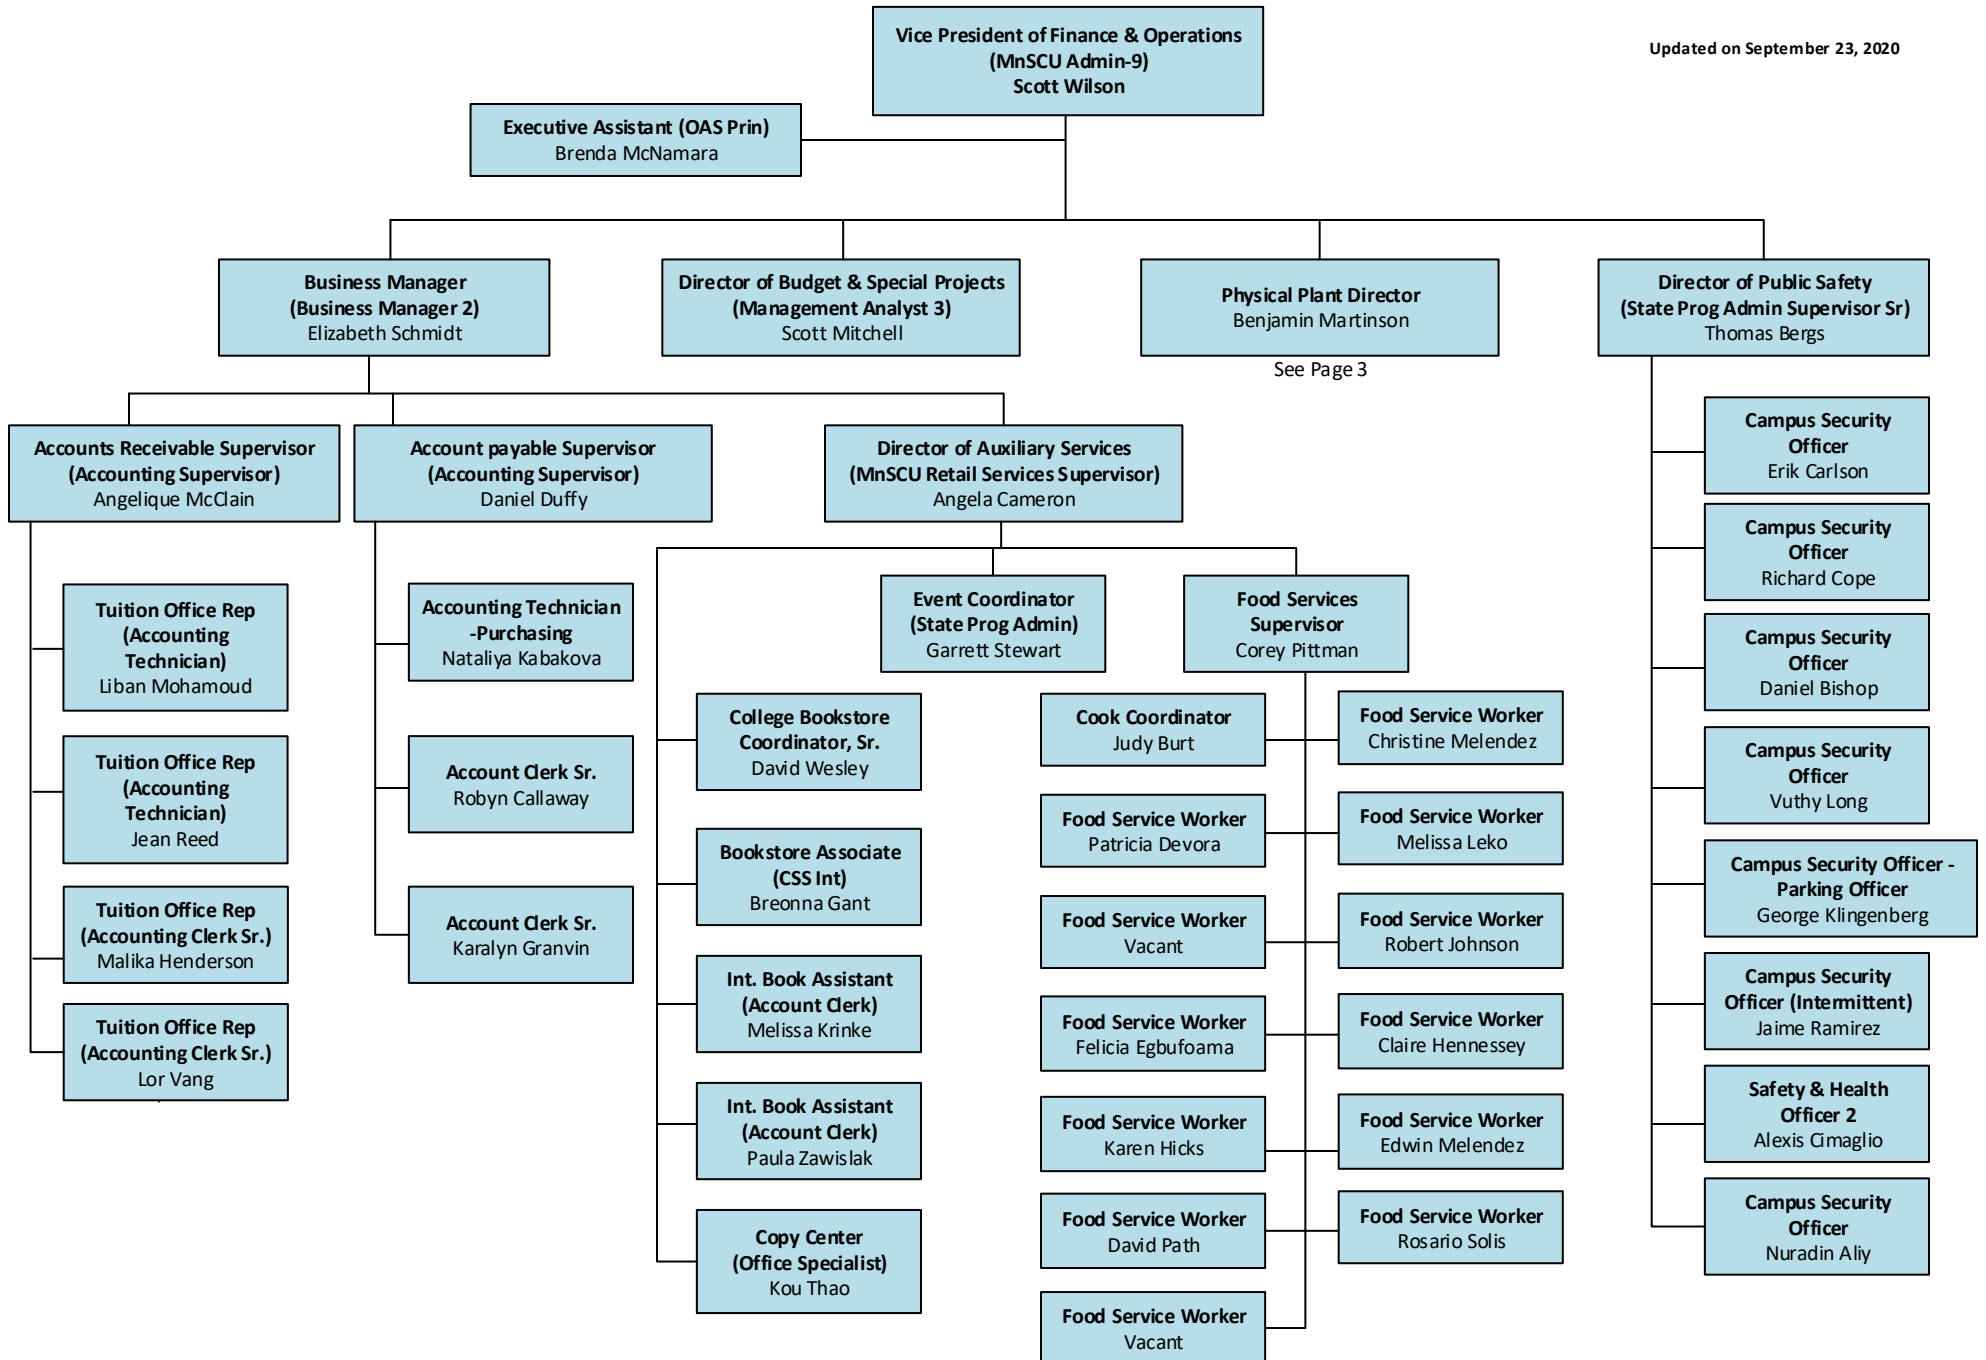 Vice President of Finance & Operations
(MnSCU Admin-9)
Scott Wilson
Updated on September 23, 2020
Executive Assistant (OAS Prin)
Brenda McNamara
Business Manager
(Business Manager 2)
Elizabeth Schmidt
Director of Budget & Special Projects
(Management Analyst 3)
Scott Mitchell
Physical Plant Director
Benjamin Martinson
See Page 3
Director of Public Safety
(State Prog Admin Supervisor Sr)
Thomas Bergs
Accounts Receivable Supervisor
(Accounting Supervisor)
Angelique McClain
Account payable Supervisor
(Accounting Supervisor)
Daniel Duffy
Director of Auxiliary Services
(MnSCU Retail Services Supervisor)
Angela Cameron
Tuition Office Rep
(Accounting
Technician)
Liban Mohamoud
Tuition Office Rep
(Accounting
Technician)
Jean Reed
Tuition Office Rep
(Accounting Clerk Sr.)
Malika Henderson
Tuition Office Rep
(Accounting Clerk Sr.)
Lor Vang
Accounting Technician
-Purchasing
Nataliya Kabakova
Account Clerk Sr.
Robyn Callaway
Account Clerk Sr.
Karalyn Granvin
Event Coordinator
(State Prog Admin)
Garrett Stewart
Food Services
Supervisor
Corey Pittman
College Bookstore
Coordinator, Sr.
David Wesley
Bookstore Associate
(CSS Int)
Breonna Gant
Int. Book Assistant
(Account Clerk)
Melissa Krinke
Int. Book Assistant
(Account Clerk)
Paula Zawislak
Copy Center
(Office Specialist)
Kou Thao
Cook Coordinator
Judy Burt
Food Service Worker
Christine Melendez
Food Service Worker
Patricia Devora
Food Service Worker
Melissa Leko
Food Service Worker
Vacant
Food Service Worker
Robert Johnson
Food Service Worker
Felicia Egbufoama
Food Service Worker
Claire Hennessey
Food Service Worker
Karen Hicks
Food Service Worker
Edwin Melendez
Food Service Worker
David Path
Food Service Worker
Rosario Solis
Food Service Worker
Vacant
Campus Security
Officer
Erik Carlson
Campus Security
Officer
Richard Cope
Campus Security
Officer
Daniel Bishop
Campus Security
Officer
Vuthy Long
Campus Security Officer -
Parking Officer
George Klingenberg
Campus Security
Officer (Intermittent)
Jaime Ramirez
Safety & Health
Officer 2
Alexis Cimaglio
Campus Security
Officer
Nuradin Aliy